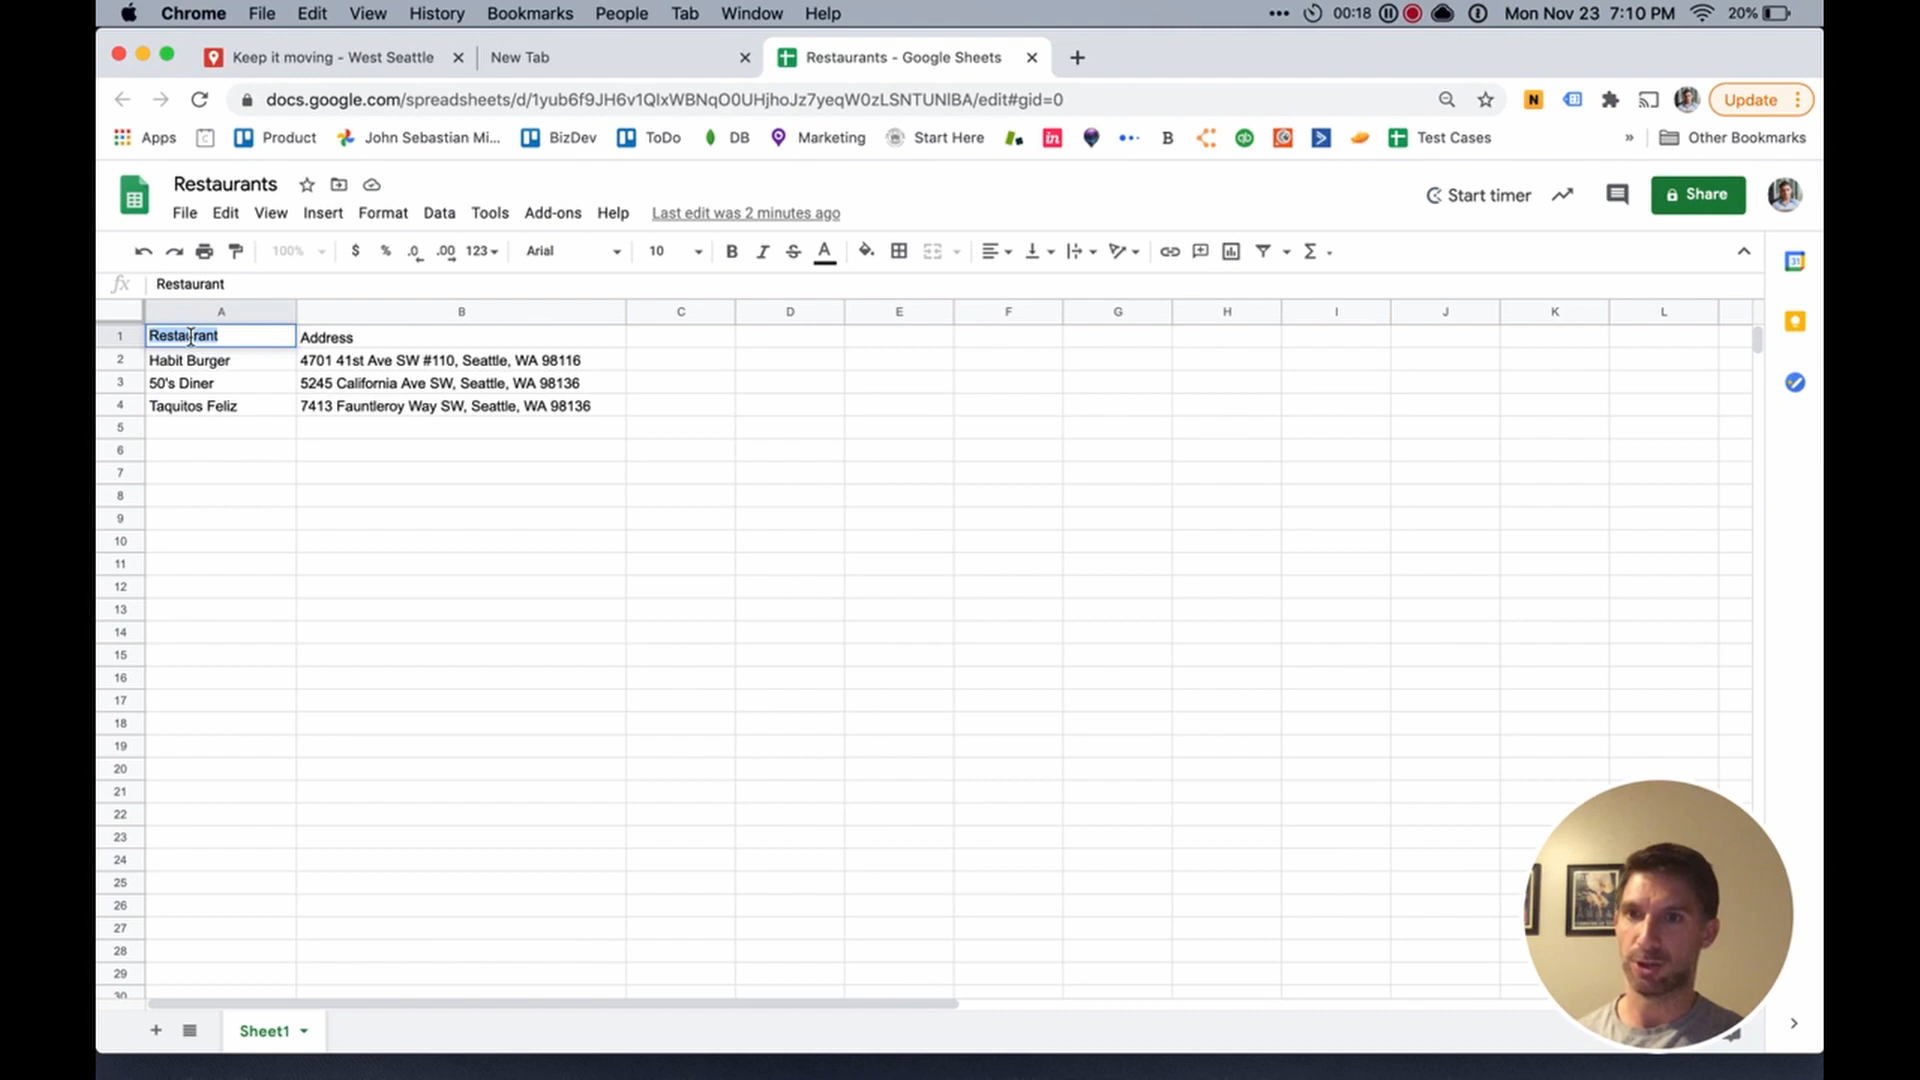 Chrome File Edit View History Bookmarks People Tab Window Help ••• 00:18 Mon Nov 23 7:10 PM 20%
Keep it moving - West Seattle New Tab Restaurants - Google Sheets
docs.google.com/spreadsheets/d/1yub6f9JH6v1QIxWBNqO0UHjhoJz7yeqW0zLSNTUNIBA/edit#gid=0 N Update
Apps Product John Sebastian Mi... BizDev ToDo DB Marketing Start Here in B qb Test Cases » Other Bookmarks
Restaurants Start timer Share
File Edit View Insert Format Data Tools Add-ons Help Last edit was 2 minutes ago
100% $ % .0 .00 123 Arial 10 B I S A Σ
31
fx Restaurant
A B C D E F G H I J K L
1 Restaurant Address
2 Habit Burger 4701 41st Ave SW #110, Seattle, WA 98116
3 50's Diner 5245 California Ave SW, Seattle, WA 98136
4 Taquitos Feliz 7413 Fauntleroy Way SW, Seattle, WA 98136
5
6
7
8
9
10
11
12
13
14
15
16
17
18
19
20
21
22
23
24
25
26
27
28
29
30
+ Sheet1